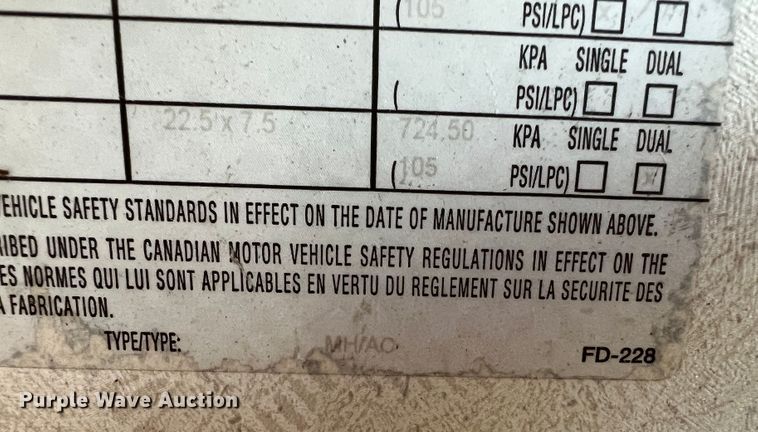 (105 PSI/LPC)
KPA SINGLE DUAL
( PSI/LPC)
22.5 x 7.5 724.50 KPA SINGLE DUAL
(105 PSI/LPC)
EHICLE SAFETY STANDARDS IN EFFECT ON THE DATE OF MANUFACTURE SHOWN ABOVE.
IBED UNDER THE CANADIAN MOTOR VEHICLE SAFETY REGULATIONS IN EFFECT ON THE
ES NORMES QUI LUI SONT APPLICABLES EN VERTU DU REGLEMENT SUR LA SECURITE DES
A FABRICATION.
TYPE/TYPE: MH/AC FD-228
Purple Wave Auction